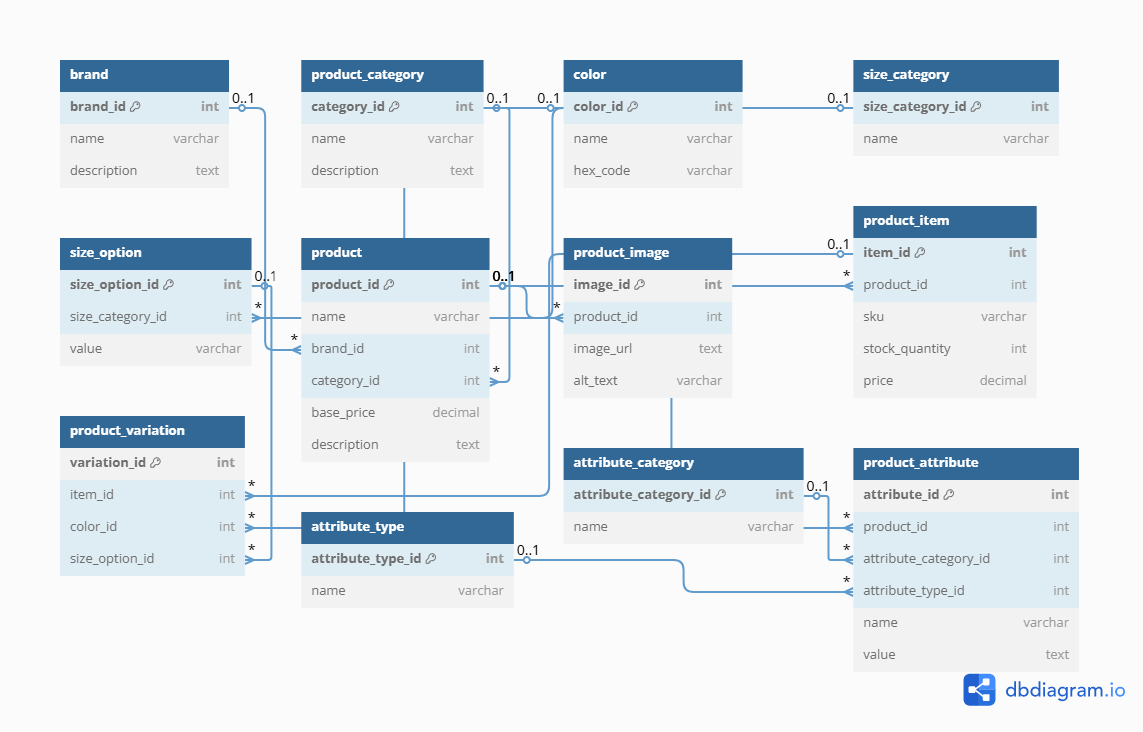 brand
brand_id int
name varchar
description text
0..1
product_category
category_id int
name varchar
description text
0..1
color
color_id int
name varchar
hex_code varchar
0..1
size_category
size_category_id int
name varchar
0..1
size_option
size_option_id int
size_category_id int
value varchar
0..1
*
product
product_id int
name varchar
brand_id int
category_id int
base_price decimal
description text
0..1
*
*
product_image
image_id int
product_id int
image_url text
alt_text varchar
*
product_item
item_id int
product_id int
sku varchar
stock_quantity int
price decimal
0..1
*
product_variation
variation_id int
item_id int
color_id int
size_option_id int
*
*
*
attribute_type
attribute_type_id int
name varchar
0..1
attribute_category
attribute_category_id int
name varchar
0..1
product_attribute
attribute_id int
product_id int
attribute_category_id int
attribute_type_id int
name varchar
value text
*
*
*
dbdiagram.io